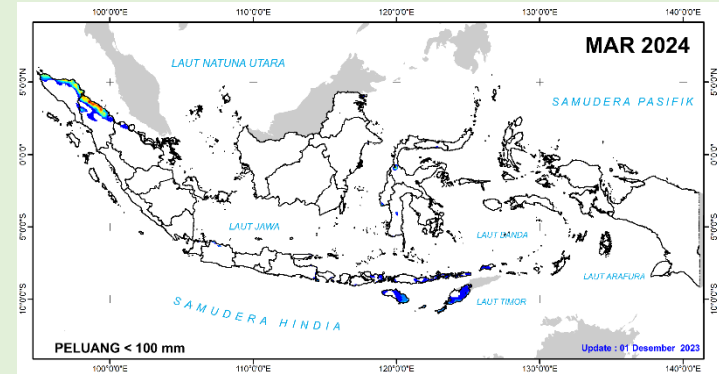 100°0'0"E 110°0'0"E 120°0'0"E 130°0'0"E 140°0'0"E
MAR 2024
LAUT NATUNA UTARA
5°0'0"N 5°0'0"N
SAMUDERA PASIFIK
0°0'0" 0°0'0"
LAUT JAWA
LAUT BANDA
5°0'0"S 5°0'0"S
LAUT ARAFURA
SAMUDERA HINDIA
LAUT TIMOR
10°0'0"S 10°0'0"S
PELUANG < 100 mm
Update : 01 Desember 2023
100°0'0"E 110°0'0"E 120°0'0"E 130°0'0"E 140°0'0"E